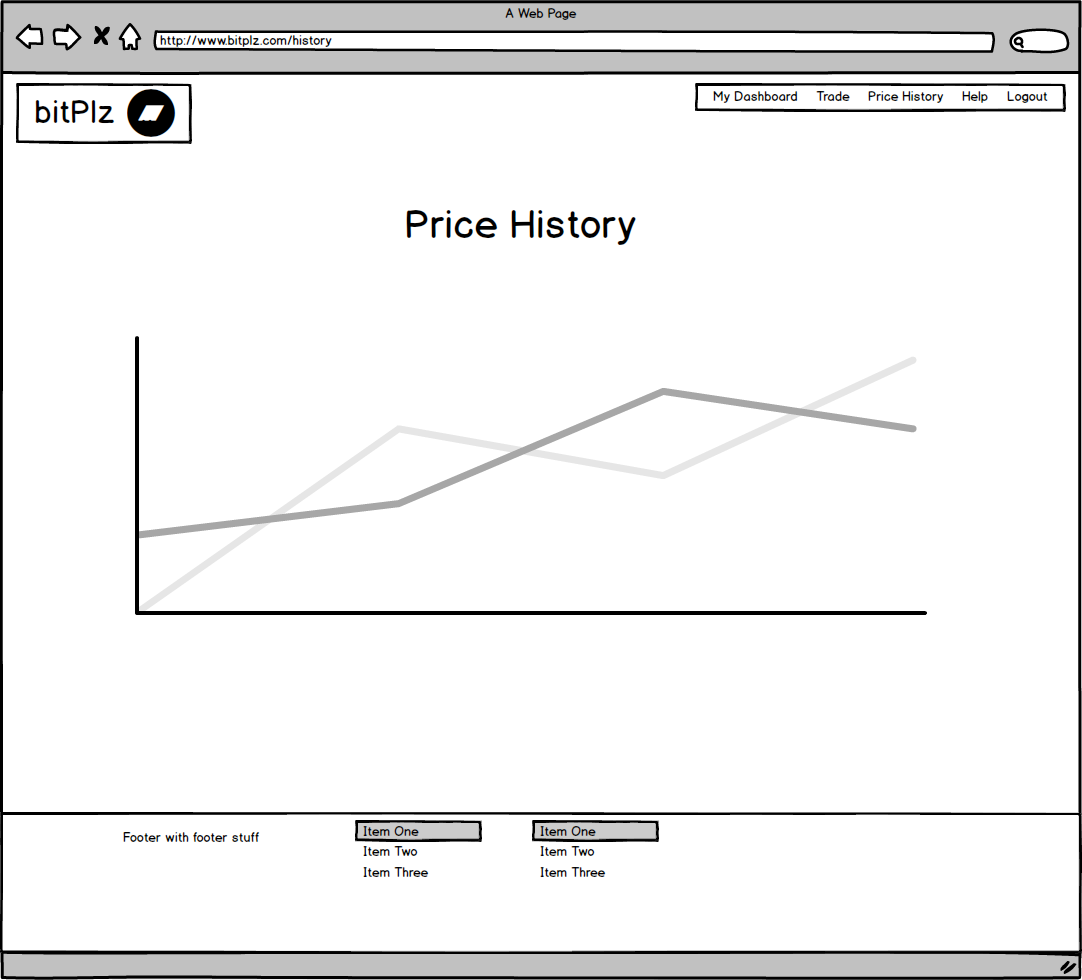 A Web Page
http://www.bitplz.com/history
bitPlz
My Dashboard Trade Price History Help Logout
Price History
Footer with footer stuff
Item One
Item Two
Item Three
Item One
Item Two
Item Three